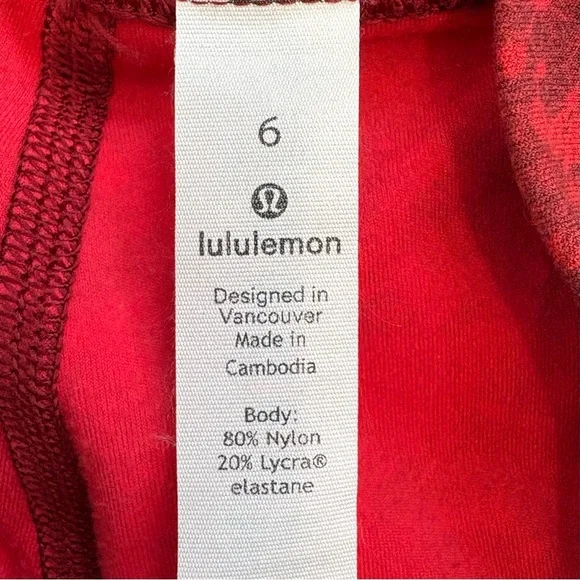 6
lululemon
Designed in
Vancouver
Made in
Cambodia
Body:
80% Nylon
20% Lycra®
elastane